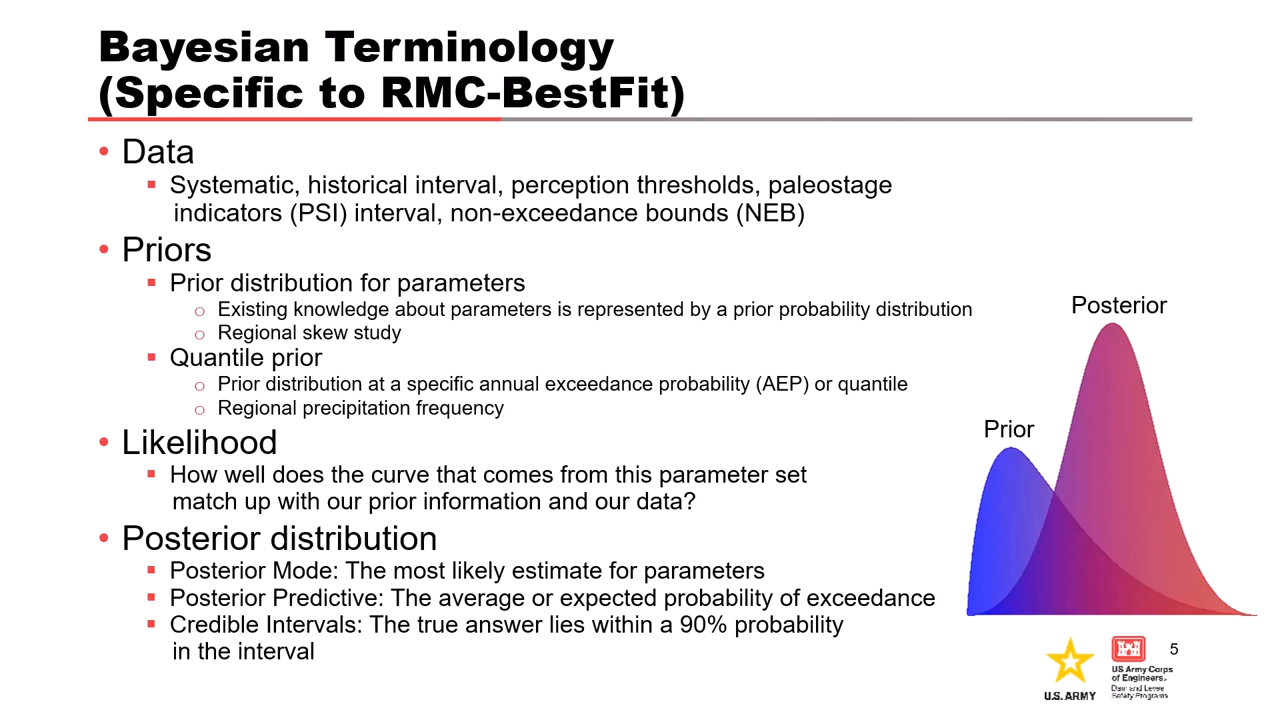 Bayesian Terminology
(Specific to RMC-BestFit)
• Data
▪ Systematic, historical interval, perception thresholds, paleostage
indicators (PSI) interval, non-exceedance bounds (NEB)
• Priors
▪ Prior distribution for parameters
o Existing knowledge about parameters is represented by a prior probability distribution
o Regional skew study
▪ Quantile prior
o Prior distribution at a specific annual exceedance probability (AEP) or quantile
o Regional precipitation frequency
• Likelihood
▪ How well does the curve that comes from this parameter set
match up with our prior information and our data?
• Posterior distribution
▪ Posterior Mode: The most likely estimate for parameters
▪ Posterior Predictive: The average or expected probability of exceedance
▪ Credible Intervals: The true answer lies within a 90% probability
in the interval
Posterior
Prior
5
U.S. ARMY
US Army Corps
of Engineers®
Dam and Levee
Safety Programs